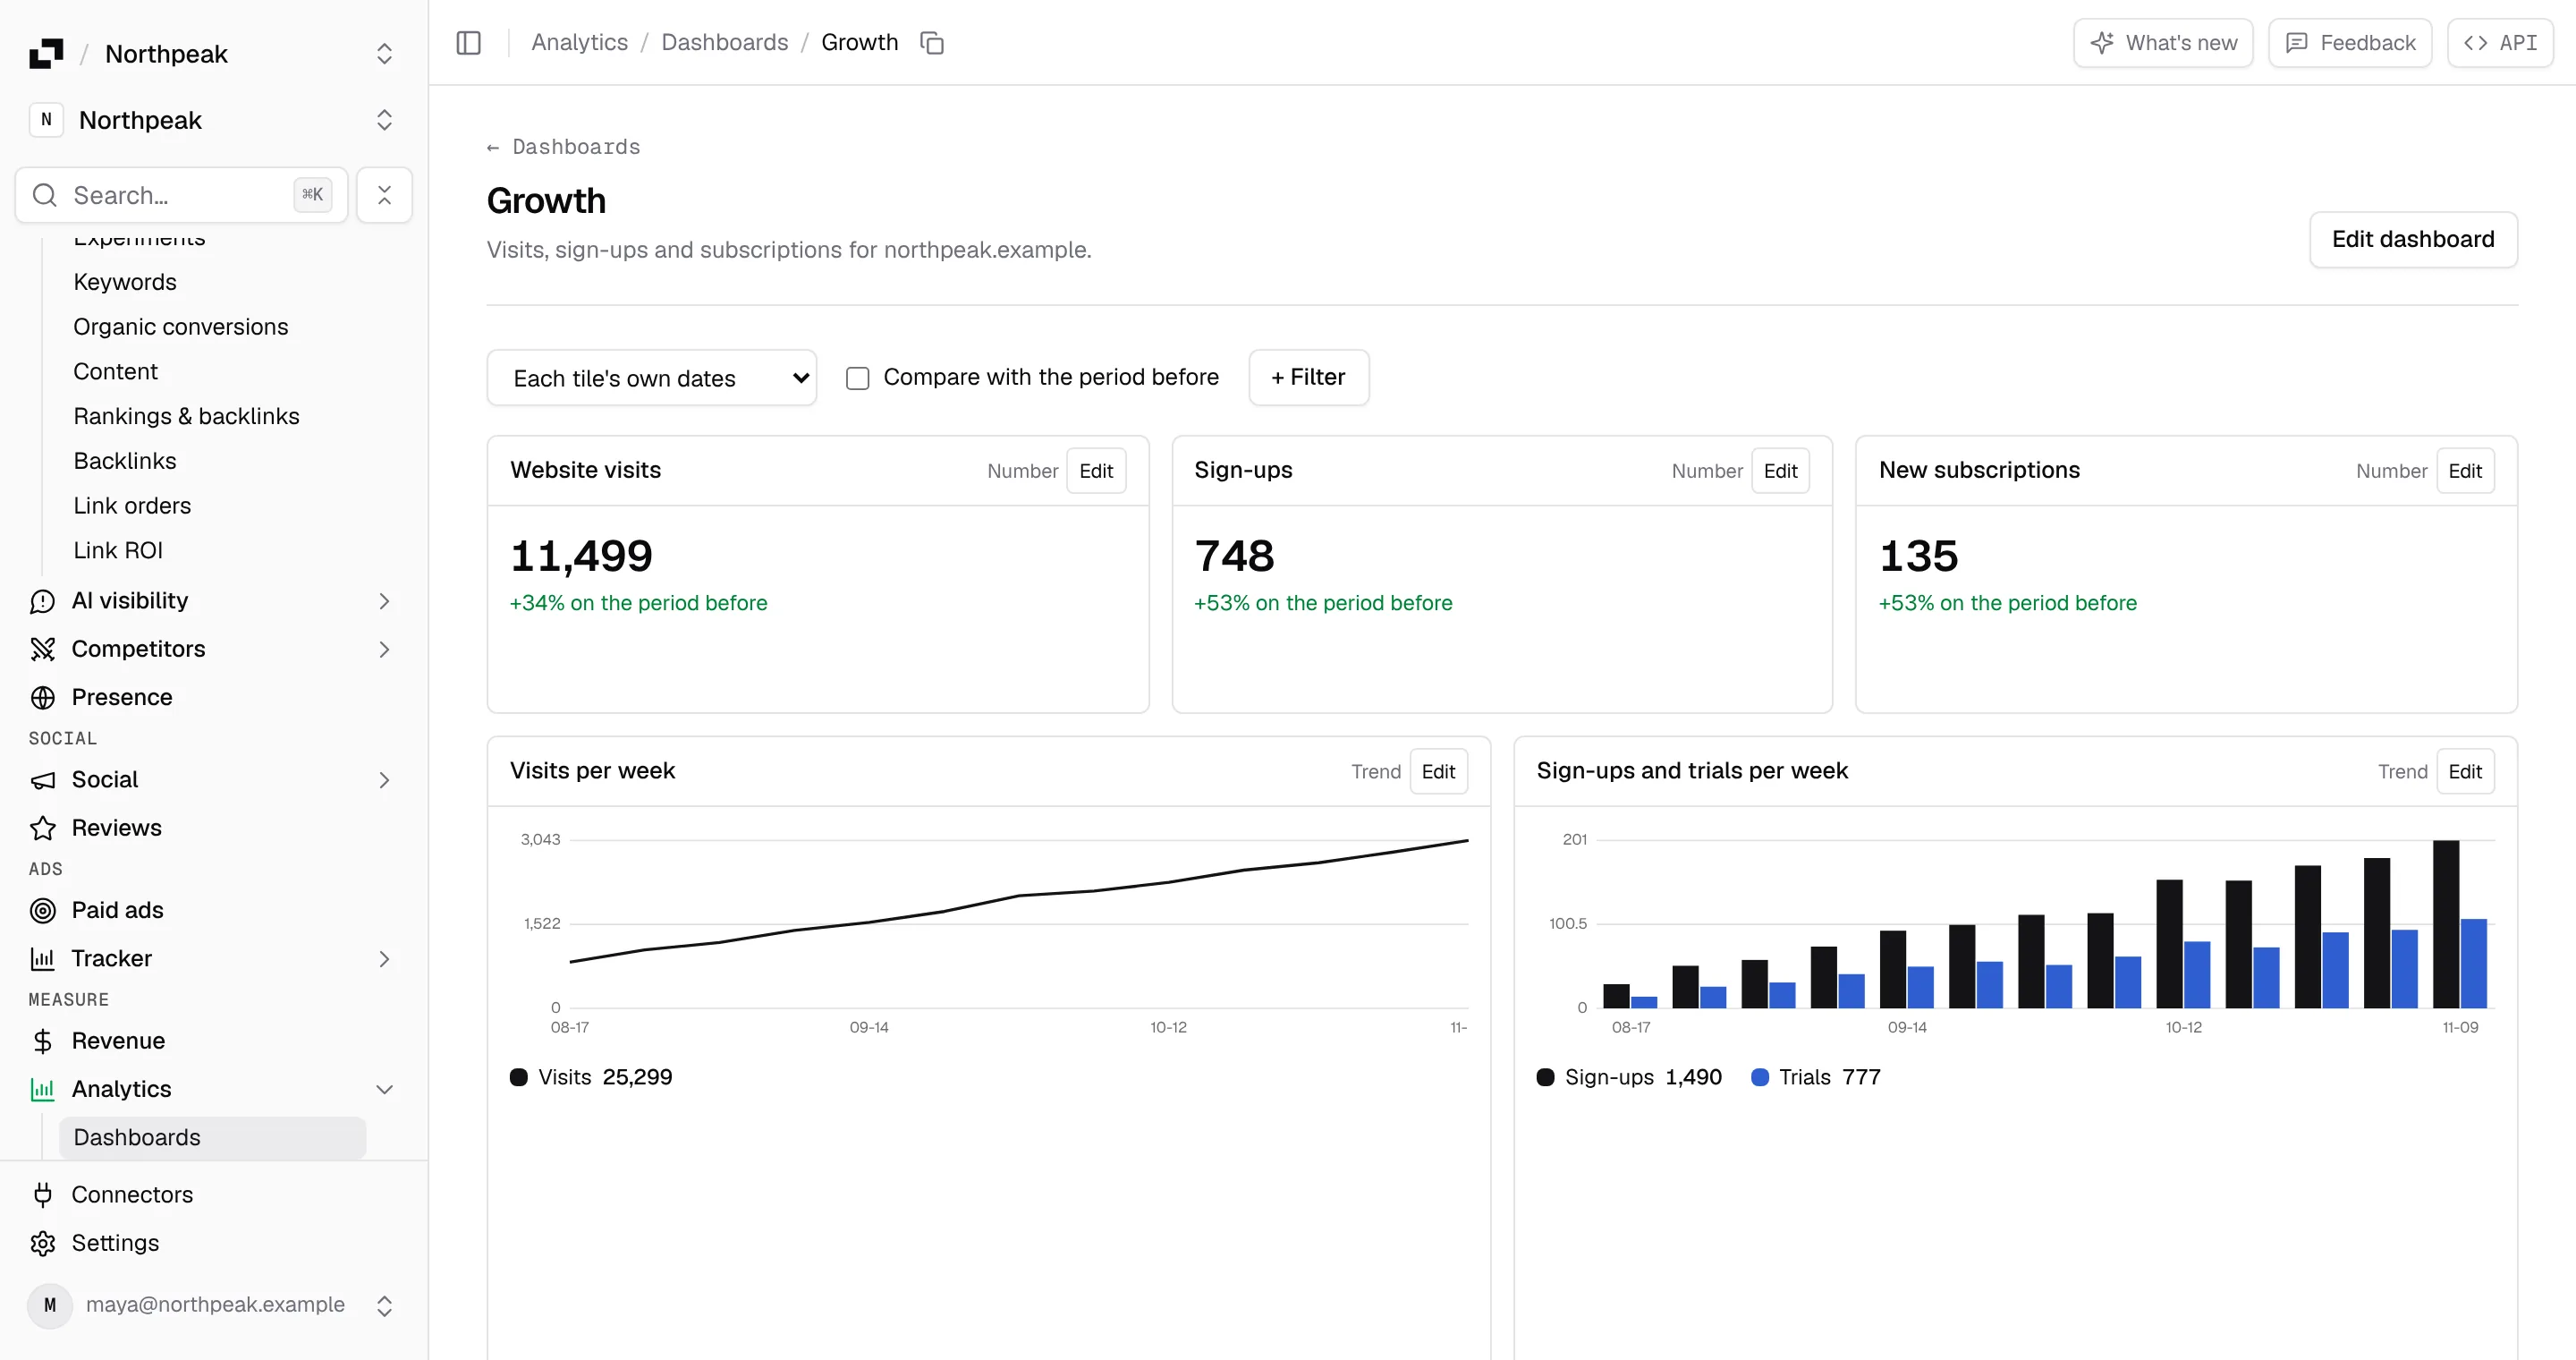 / Northpeak
N Northpeak
Search... ⌘K
Experiments
Keywords
Organic conversions
Content
Rankings & backlinks
Backlinks
Link orders
Link ROI
AI visibility
Competitors
Presence
SOCIAL
Social
Reviews
ADS
Paid ads
Tracker
MEASURE
Revenue
Analytics
Dashboards
Connectors
Settings
M maya@northpeak.example
Analytics / Dashboards / Growth
What's new
Feedback
<> API
← Dashboards
Growth
Visits, sign-ups and subscriptions for northpeak.example.
Edit dashboard
Each tile's own dates
Compare with the period before
+ Filter
Website visits Number Edit
11,499
+34% on the period before
Sign-ups Number Edit
748
+53% on the period before
New subscriptions Number Edit
135
+53% on the period before
Visits per week Trend Edit
3,043
1,522
0
08-17 09-14 10-12 11-
Visits 25,299
Sign-ups and trials per week Trend Edit
201
100.5
0
08-17 09-14 10-12 11-09
Sign-ups 1,490 Trials 777